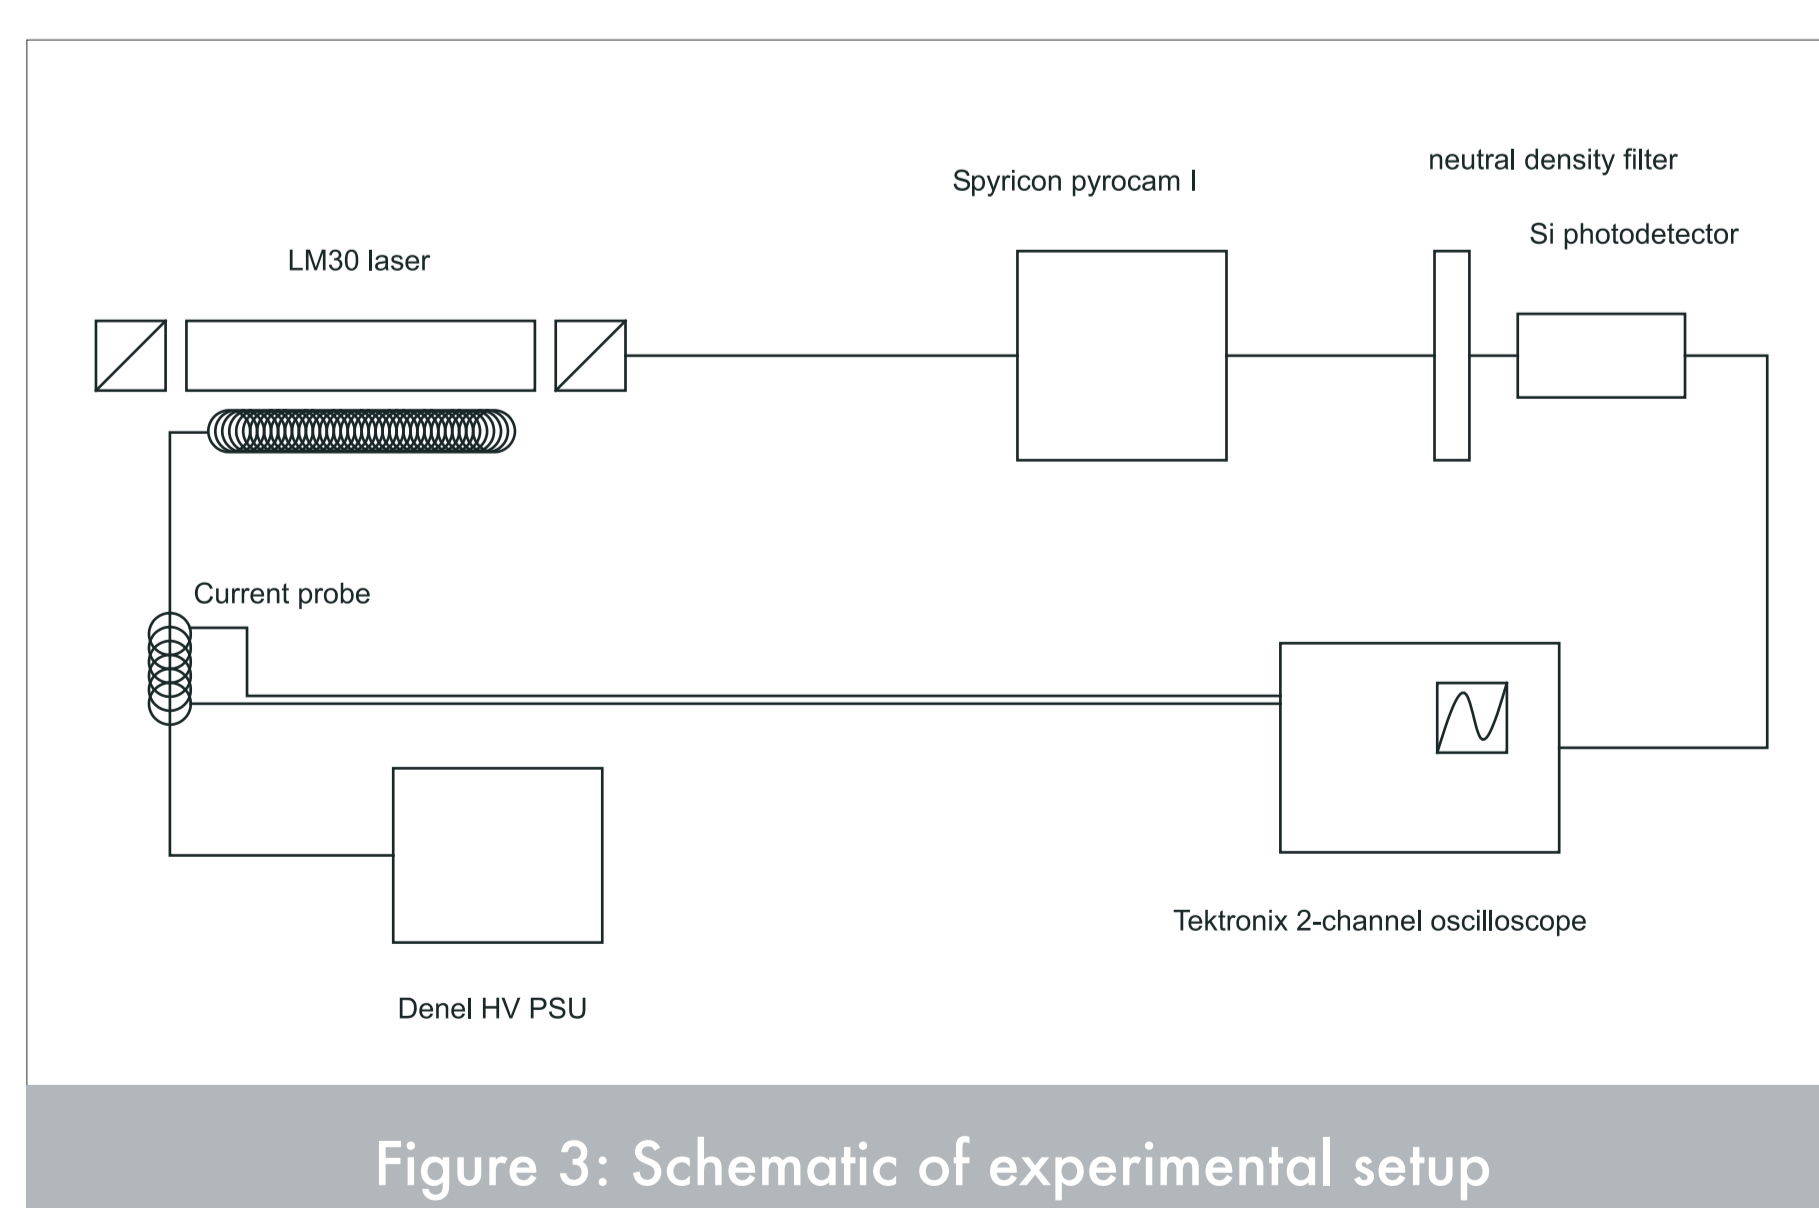 neutral density filter
Spyricon pyrocam I
Si photodetector
LM30 laser
Current probe
Tektronix 2-channel oscilloscope
Denel HV PSU
Figure 3: Schematic of experimental setup